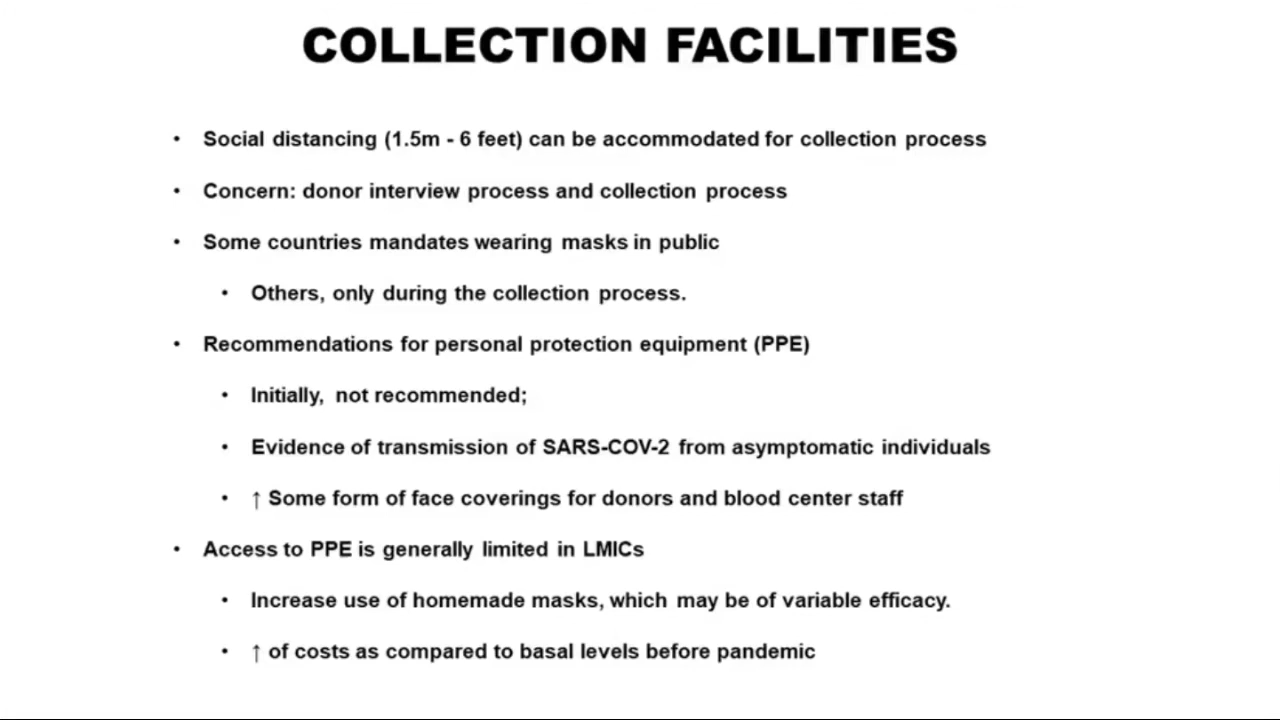 COLLECTION FACILITIES
• Social distancing (1.5m - 6 feet) can be accommodated for collection process
• Concern: donor interview process and collection process
• Some countries mandates wearing masks in public
• Others, only during the collection process.
• Recommendations for personal protection equipment (PPE)
• Initially, not recommended;
• Evidence of transmission of SARS-COV-2 from asymptomatic individuals
• ↑ Some form of face coverings for donors and blood center staff
• Access to PPE is generally limited in LMICs
• Increase use of homemade masks, which may be of variable efficacy.
• ↑ of costs as compared to basal levels before pandemic